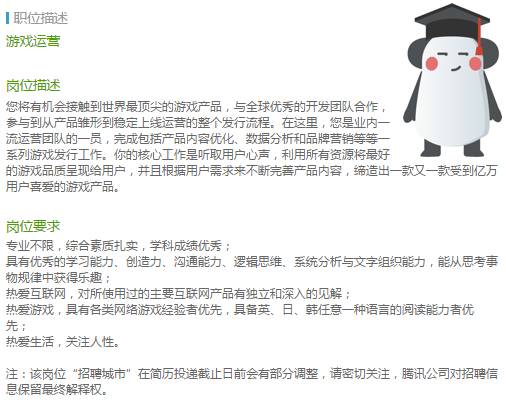 职位描述
游戏运营
岗位描述
您将有机会接触到世界最顶尖的游戏产品，与全球优秀的开发团队合作，
参与到从产品雏形到稳定上线运营的整个发行流程。在这里，您是业内一
流运营团队的一员，完成包括产品内容优化、数据分析和品牌营销等等一
系列游戏发行工作。你的核心工作是听取用户心声，利用所有资源将最好
的游戏品质呈现给用户，并且根据用户需求来不断完善产品内容，缔造出一款又一款受到亿万
用户喜爱的游戏产品。
岗位要求
专业不限，综合素质扎实，学科成绩优秀；
具有优秀的学习能力、创造力、沟通能力、逻辑思维、系统分析与文字组织能力，能从思考事
物规律中获得乐趣；
热爱互联网，对所使用过的主要互联网产品有独立和深入的见解；
热爱游戏，具有各类网络游戏经验者优先，具备英、日、韩任意一种语言的阅读能力者优
先；
热爱生活，关注人性。
注：该岗位“招聘城市”在简历投递截止日前会有部分调整，请密切关注，腾讯公司对招聘信
息保留最终解释权。